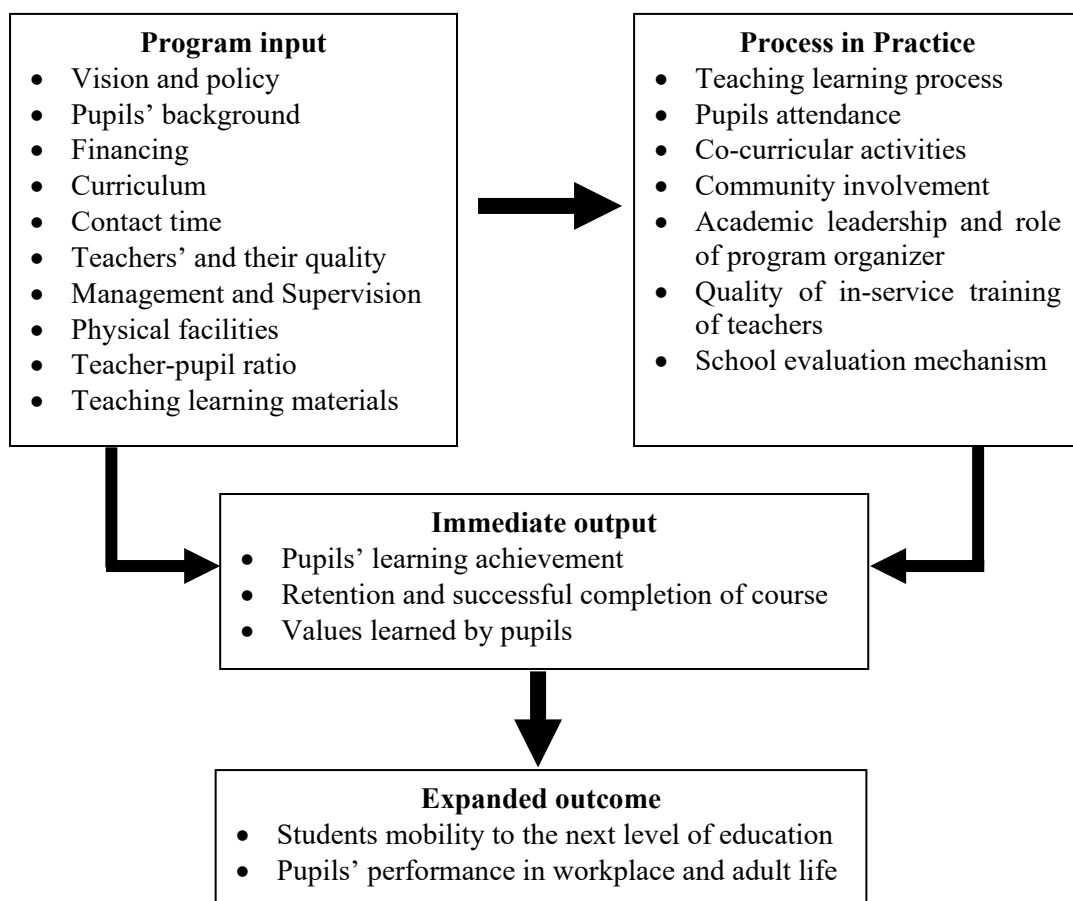 Program input
• Vision and policy
• Pupils’ background
• Financing
• Curriculum
• Contact time
• Teachers’ and their quality
• Management and Supervision
• Physical facilities
• Teacher-pupil ratio
• Teaching learning materials
Process in Practice
• Teaching learning process
• Pupils attendance
• Co-curricular activities
• Community involvement
• Academic leadership and role
of program organizer
• Quality of in-service training
of teachers
• School evaluation mechanism
Immediate output
• Pupils’ learning achievement
• Retention and successful completion of course
• Values learned by pupils
Expanded outcome
• Students mobility to the next level of education
• Pupils’ performance in workplace and adult life